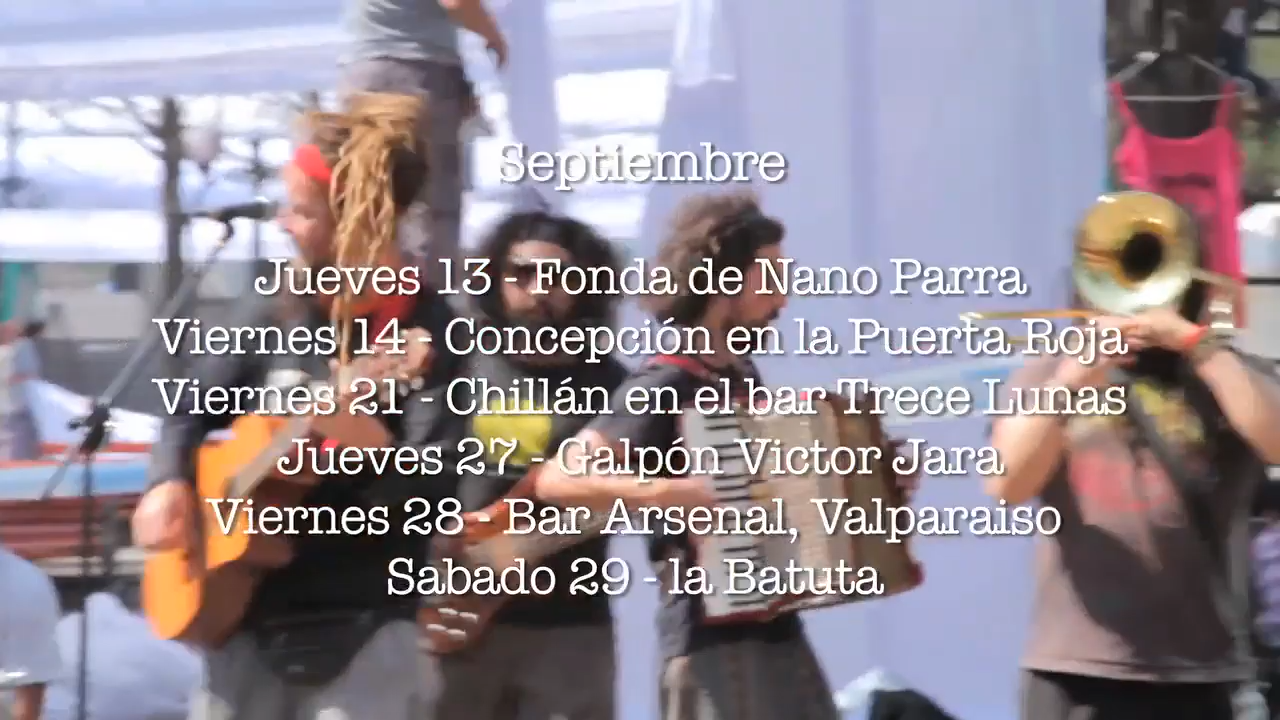 Septiembre
Jueves 13 - Fonda de Nano Parra
Viernes 14 - Concepción en la Puerta Roja
Viernes 21 - Chillán en el bar Trece Lunas
Jueves 27 - Galpón Victor Jara
Viernes 28 - Bar Arsenal, Valparaiso
Sabado 29 - la Batuta